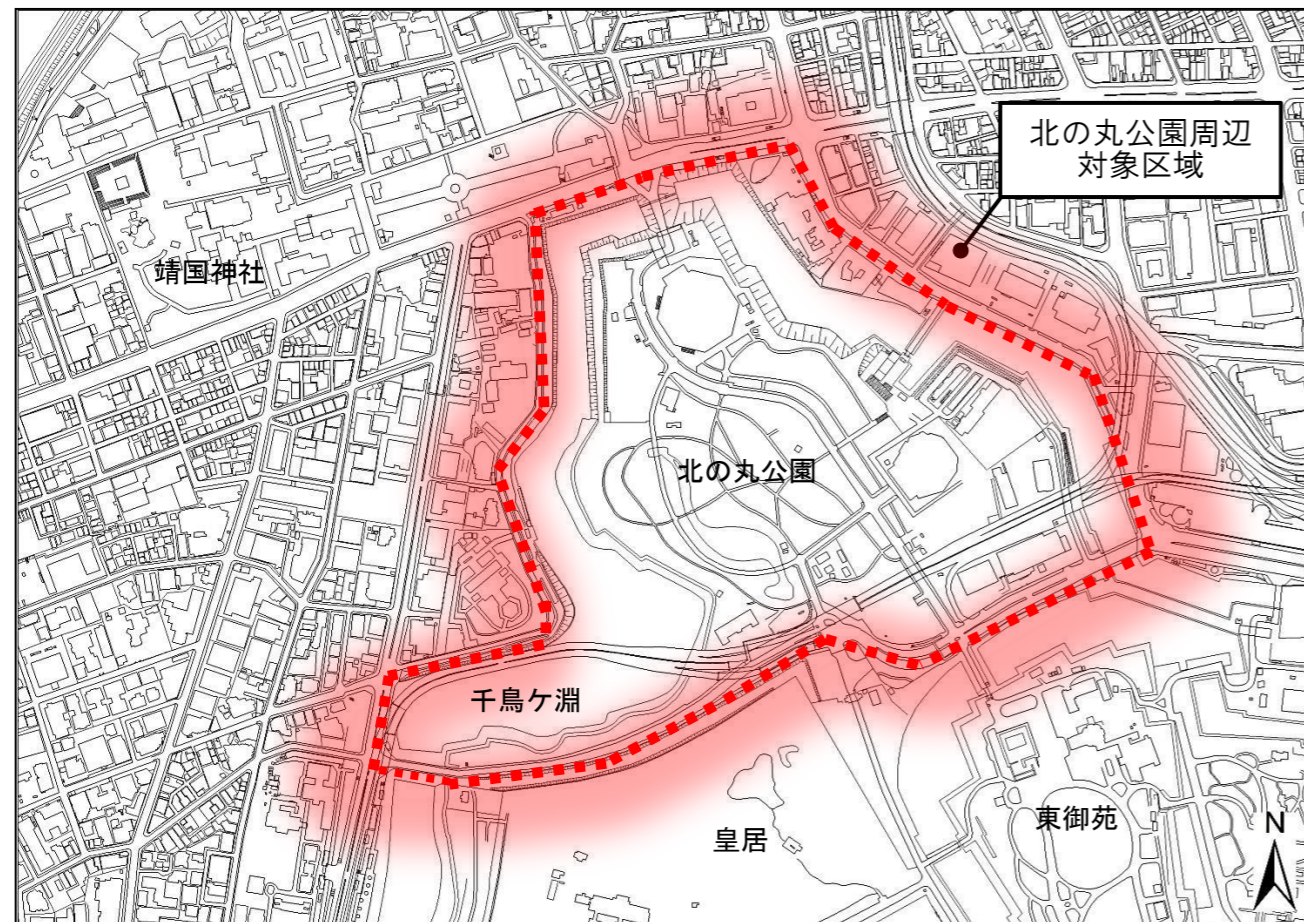 北の丸公園周辺
対象区域
靖国神社
北の丸公園
千鳥ケ淵
皇居
東御苑
N